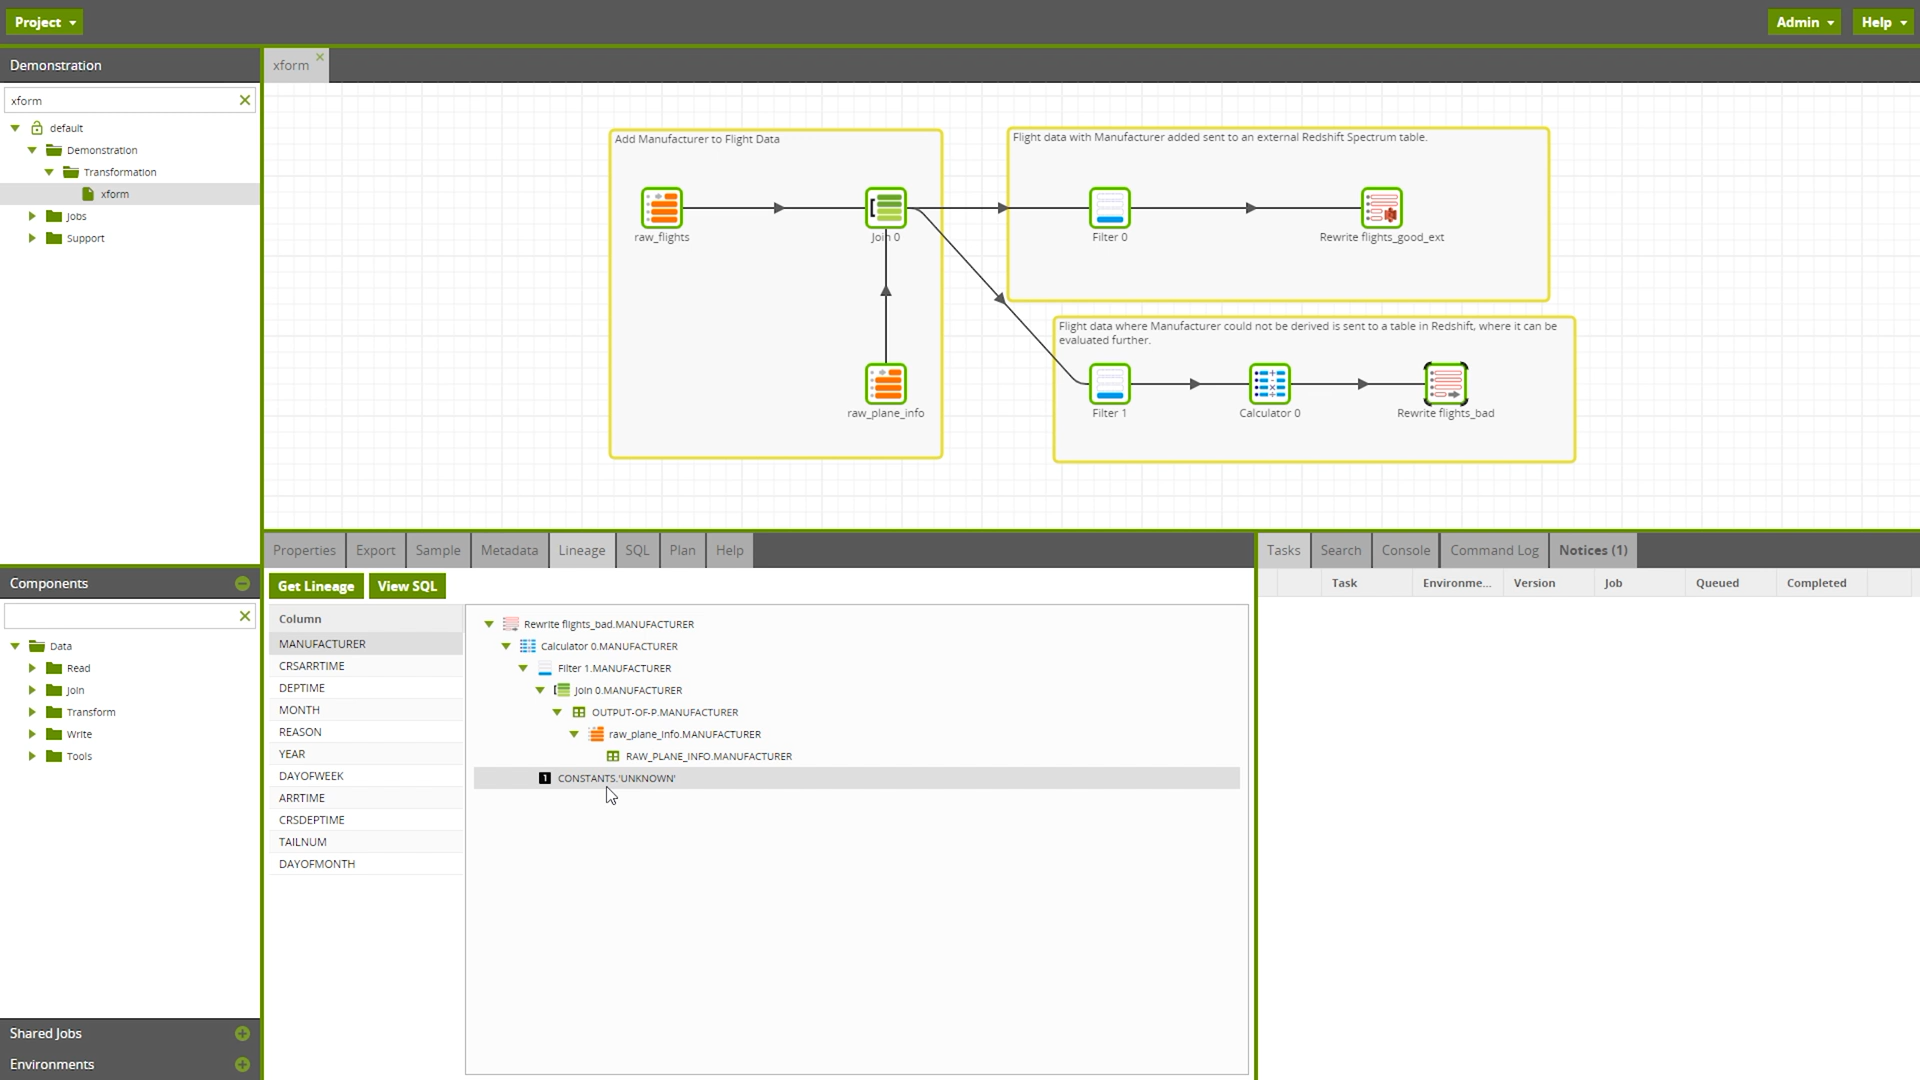 Project
Admin
Help
Demonstration
xform
xform
default
Demonstration
Transformation
xform
Jobs
Support
Add Manufacturer to Flight Data
raw_flights
Join 0
raw_plane_info
Flight data with Manufacturer added sent to an external Redshift Spectrum table.
Filter 0
Rewrite flights_good_ext
Flight data where Manufacturer could not be derived is sent to a table in Redshift, where it can be
evaluated further.
Filter 1
Calculator 0
Rewrite flights_bad
Components
Data
Read
Join
Transform
Write
Tools
Shared Jobs
Environments
Properties
Export
Sample
Metadata
Lineage
SQL
Plan
Help
Get Lineage
View SQL
Column
MANUFACTURER
CRSARRTIME
DEPTIME
MONTH
REASON
YEAR
DAYOFWEEK
ARRTIME
CRSDEPTIME
TAILNUM
DAYOFMONTH
Rewrite flights_bad.MANUFACTURER
Calculator 0.MANUFACTURER
Filter 1.MANUFACTURER
Join 0.MANUFACTURER
OUTPUT-OF-P.MANUFACTURER
raw_plane_info.MANUFACTURER
RAW_PLANE_INFO.MANUFACTURER
1 CONSTANTS.'UNKNOWN'
Tasks
Search
Console
Command Log
Notices (1)
Task
Environme...
Version
Job
Queued
Completed